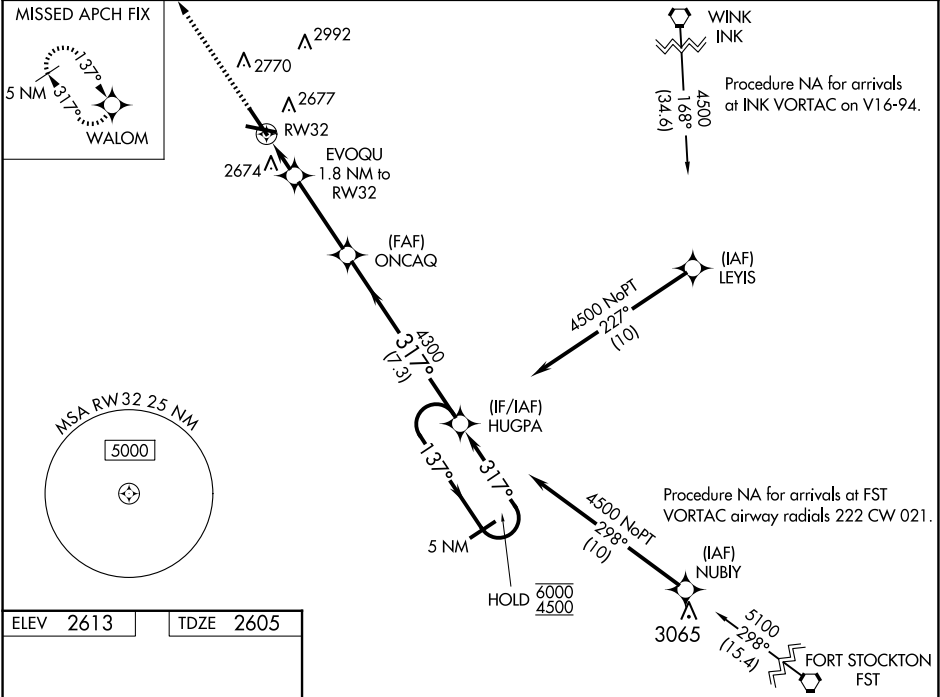 MISSED APCH FIX
137°
5 NM
317°
WALOM
2992
2770
2677
RW32
2674
EVOQU
1.8 NM to
RW32
(FAF)
ONCAQ
WINK
INK
4500
168°
(34.6)
Procedure NA for arrivals
at INK VORTAC on V16-94.
(IAF)
LEYIS
4500 NoPT
227°
(10)
4300
317°
(7.3)
(IF/IAF)
HUGPA
137°
317°
5 NM
HOLD
6000
4500
MSA RW32 25 NM
5000
4500 NoPT
298°
(10)
Procedure NA for arrivals at FST
VORTAC airway radials 222 CW 021.
(IAF)
NUBIY
3065
5100
298°
(15.4)
FORT STOCKTON
FST
ELEV 2613
TDZE 2605